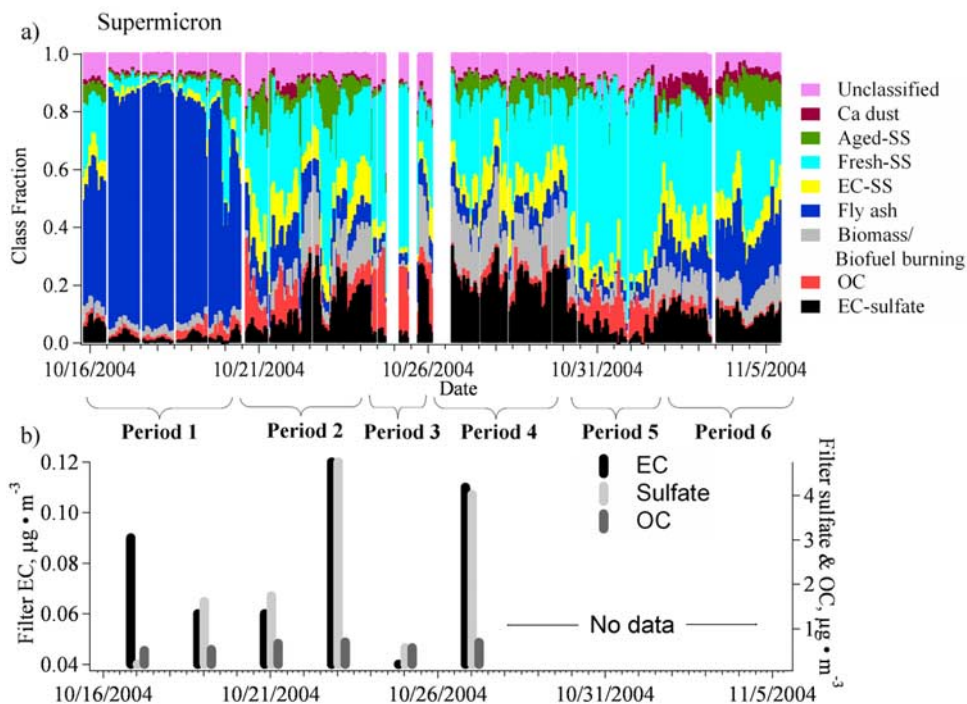 Supermicron
a)
1.0
0.8
0.6
0.4
0.2
0.0
Class Fraction
Unclassified
Ca dust
Aged-SS
Fresh-SS
EC-SS
Fly ash
Biomass/
Biofuel burning
OC
EC-sulfate
10/16/2004 10/21/2004 10/26/2004 10/31/2004 11/5/2004
Date
Period 1 Period 2 Period 3 Period 4 Period 5 Period 6
b)
0.12
0.10
0.08
0.06
0.04
Filter EC, µg • m⁻³
EC
Sulfate
OC
No data
4
3
2
1
Filter sulfate & OC, µg • m⁻³
10/16/2004 10/21/2004 10/26/2004 10/31/2004 11/5/2004